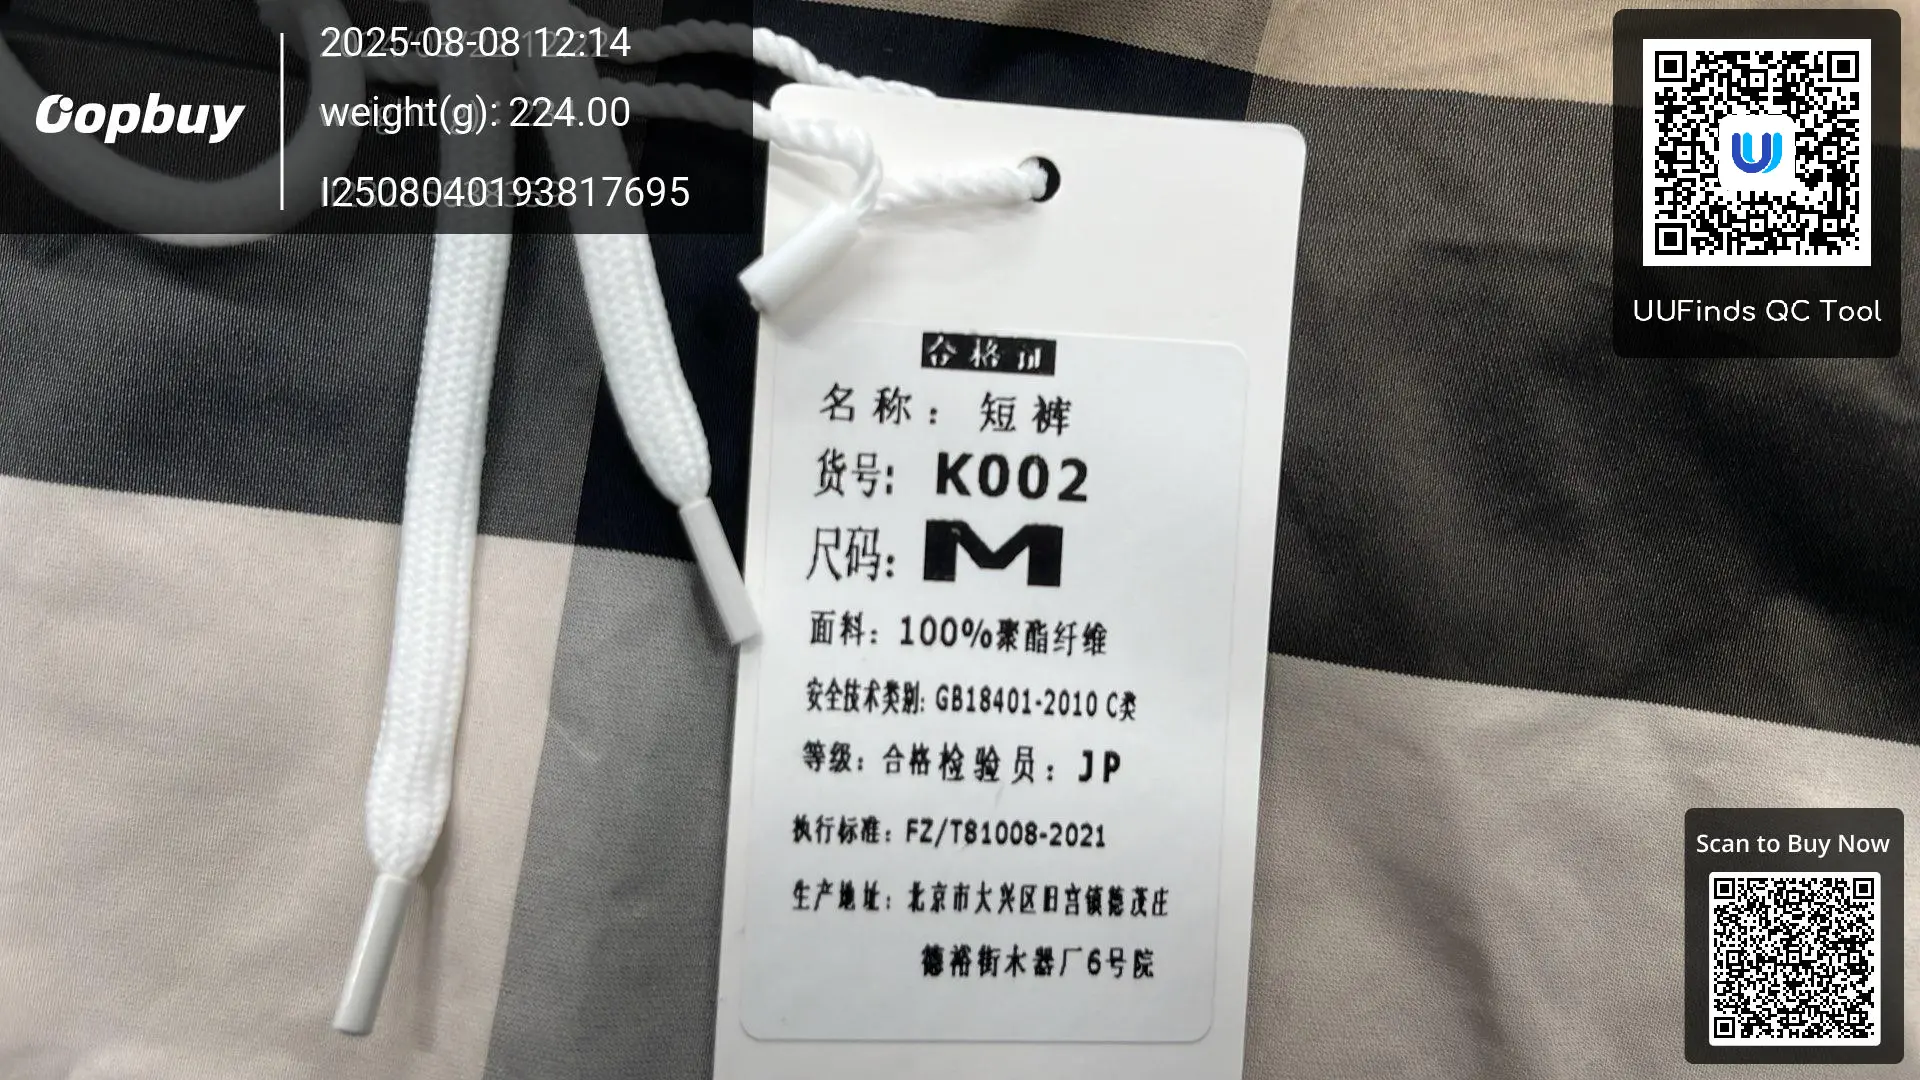 Oopbuy
2025-08-08 12:14
weight(g): 224.00
I2508040193817695
UUFinds QC Tool
合格证
名称：短裤
货号: K002
尺码: M
面料: 100%聚酯纤维
安全技术类别: GB18401-2010 C类
等级: 合格 检验员: JP
执行标准: FZ/T81008-2021
生产地址: 北京市大兴区旧宫镇德茂庄
德裕街木器厂6号院
Scan to Buy Now